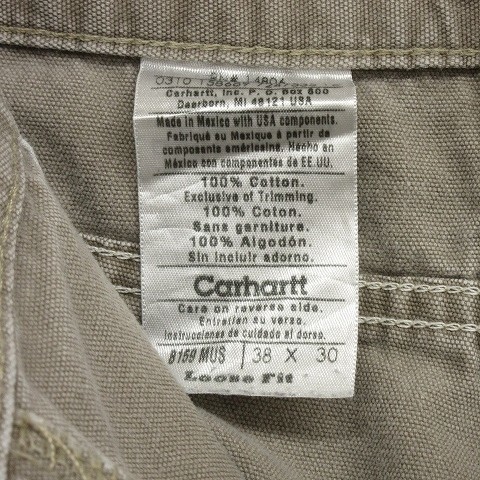 Carhartt, Inc. P. O. Box 600
Dearborn, MI 48121 USA
Made in Mexico with USA components.
Fabriqué au Mexique à partir de
composants américaine. Hecho en
México con componentes de EE.UU.
100% Cotton.
Exclusive of Trimming.
100% Coton.
Sans garniture.
100% Algodón.
Sin incluir adorno.
Carhartt
Care on reverse side.
Entretien au verso.
Instrucciones de cuidado al dorso.
B159 MUS 38 X 30
Loose Fit